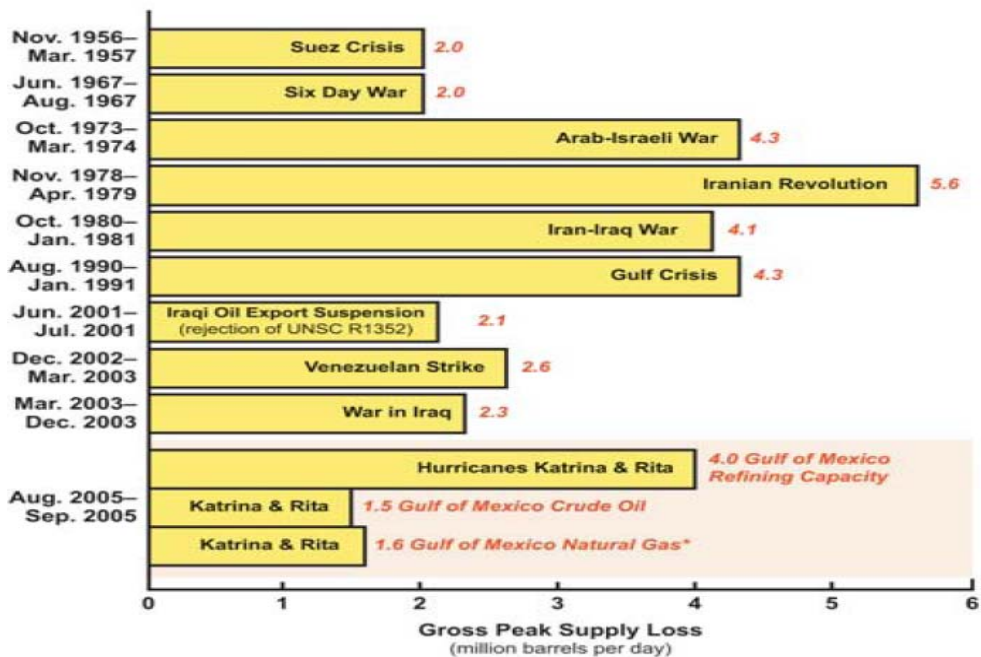 Nov. 1956–
Mar. 1957
Suez Crisis 2.0
Jun. 1967–
Aug. 1967
Six Day War 2.0
Oct. 1973–
Mar. 1974
Arab-Israeli War 4.3
Nov. 1978–
Apr. 1979
Iranian Revolution 5.6
Oct. 1980–
Jan. 1981
Iran-Iraq War 4.1
Aug. 1990–
Jan. 1991
Gulf Crisis 4.3
Jun. 2001–
Jul. 2001
Iraqi Oil Export Suspension
(rejection of UNSC R1352)
2.1
Dec. 2002–
Mar. 2003
Venezuelan Strike 2.6
Mar. 2003–
Dec. 2003
War in Iraq 2.3
Aug. 2005–
Sep. 2005
Hurricanes Katrina & Rita
4.0 Gulf of Mexico
Refining Capacity
Katrina & Rita 1.5 Gulf of Mexico Crude Oil
Katrina & Rita 1.6 Gulf of Mexico Natural Gas*
0 1 2 3 4 5 6
Gross Peak Supply Loss
(million barrels per day)